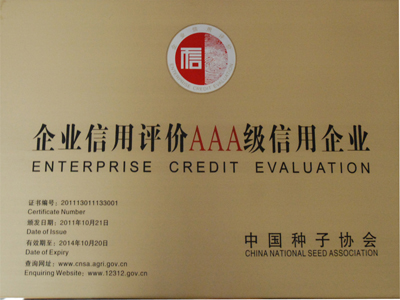 信
企业信用评价AAA级信用企业
ENTERPRISE CREDIT EVALUATION
证书编号：201113011133001
Certificate Number
颁发日期：2011年10月21日
Date of Issue
有效期至：2014年10月20日
Date of Expiry
查询网址：www.cnsa.agri.gov.cn
Enquiring Website：www.12312.gov.cn
中国种子协会
CHINA NATIONAL SEED ASSOCIATION